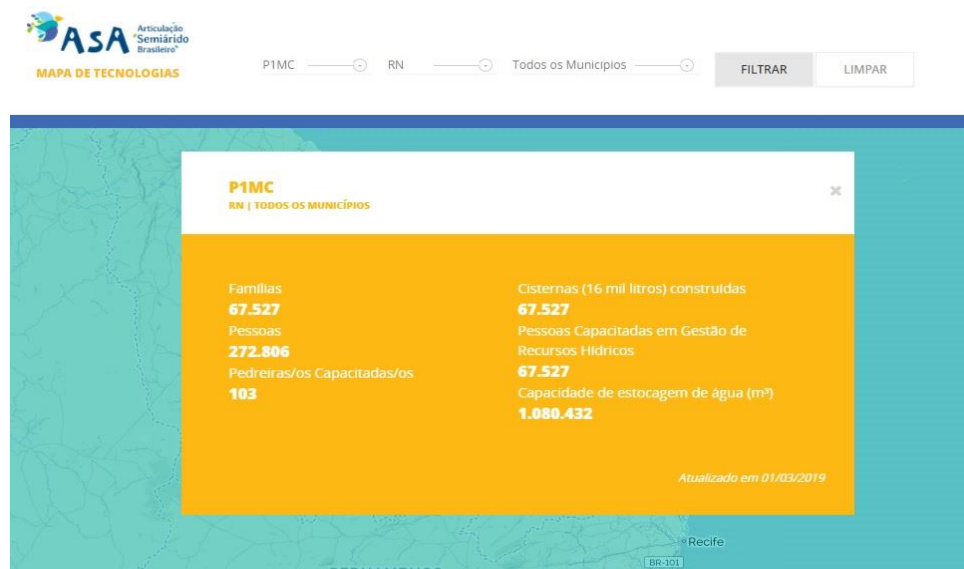 ASA Articulação
Semiárido
Brasileiro
MAPA DE TECNOLOGIAS
P1MC
RN
Todos os Municipios
FILTRAR
LIMPAR
P1MC
RN | TODOS OS MUNICÍPIOS
Famílias
67.527
Pessoas
272.806
Pedreiras/os Capacitadas/os
103
Cisternas (16 mil litros) construídas
67.527
Pessoas Capacitadas em Gestão de
Recursos Hídricos
67.527
Capacidade de estocagem de água (m³)
1.080.432
Atualizado em 01/03/2019
Recife
BR-101